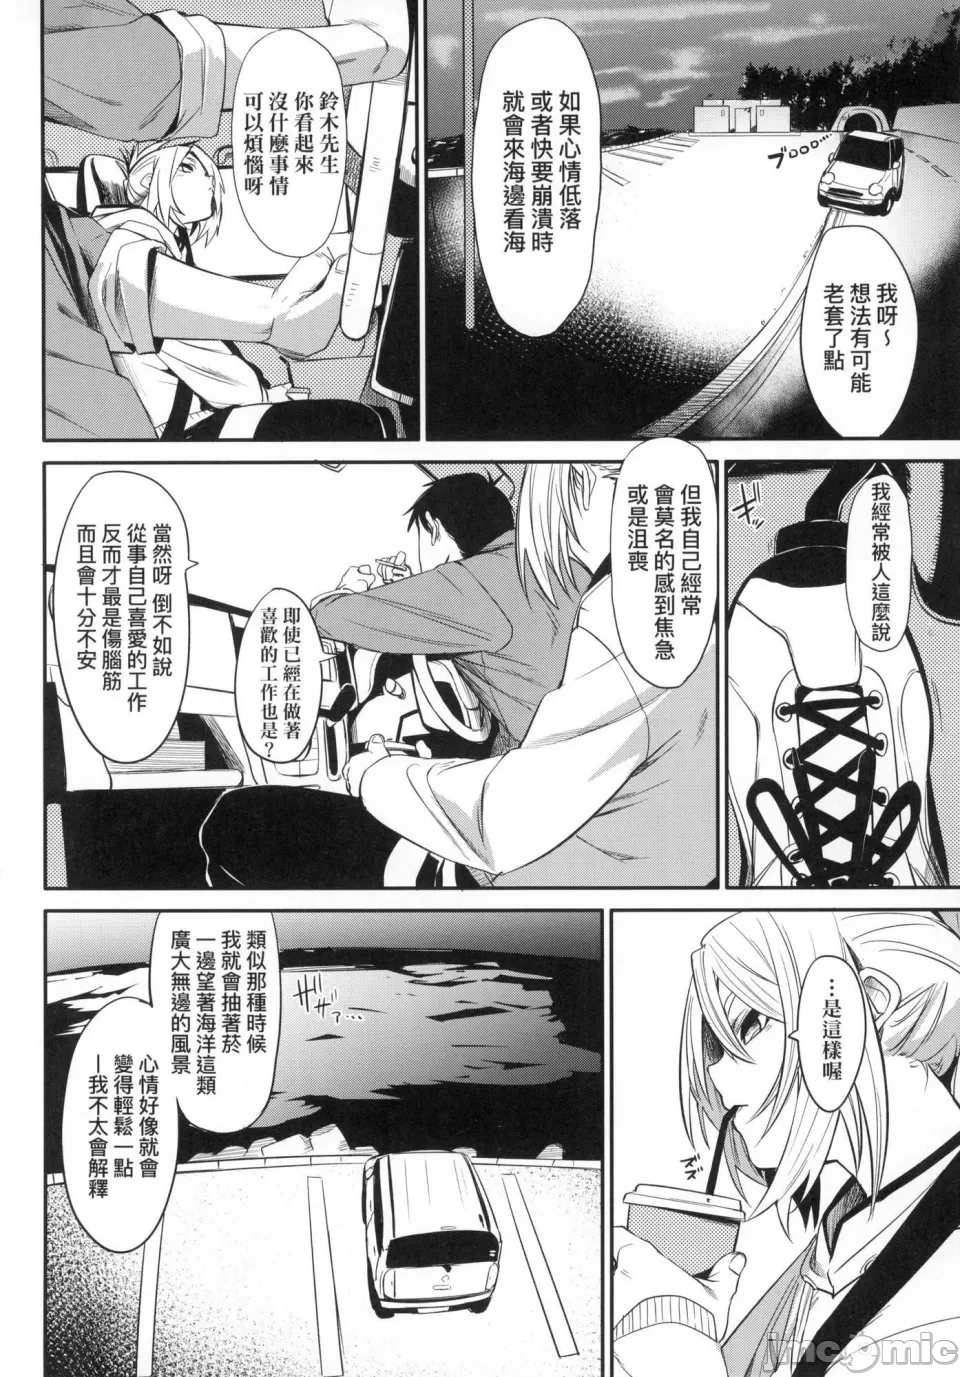 我呀～
想法有可能
老套了點
如果心情低落
或者快要崩潰時
就會來海邊看海
ブロロロ…
鈴木先生
你看起來
沒什麼事情
可以煩惱呀
我經常被人這麼說
ギシ
但我自己經常
會莫名的感到焦急
或是沮喪
即使已經在做著
喜歡的工作也是？
當然呀 倒不如說
從事自己喜愛的工作
反而才最是傷腦筋
而且會十分不安
…是這樣喔
ズズ
類似那種時候
我就會抽著菸
一邊望著海洋這類
廣大無邊的風景
ザザ…
心情好像就會
變得輕鬆一點
—我不太會解釋
jmcomic